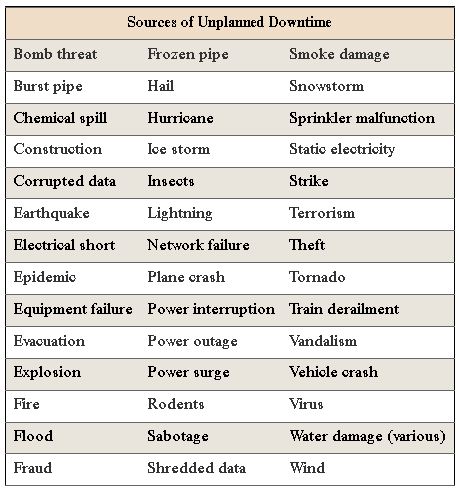 Sources of Unplanned Downtime
Bomb threat Frozen pipe Smoke damage
Burst pipe Hail Snowstorm
Chemical spill Hurricane Sprinkler malfunction
Construction Ice storm Static electricity
Corrupted data Insects Strike
Earthquake Lightning Terrorism
Electrical short Network failure Theft
Epidemic Plane crash Tornado
Equipment failure Power interruption Train derailment
Evacuation Power outage Vandalism
Explosion Power surge Vehicle crash
Fire Rodents Virus
Flood Sabotage Water damage (various)
Fraud Shredded data Wind